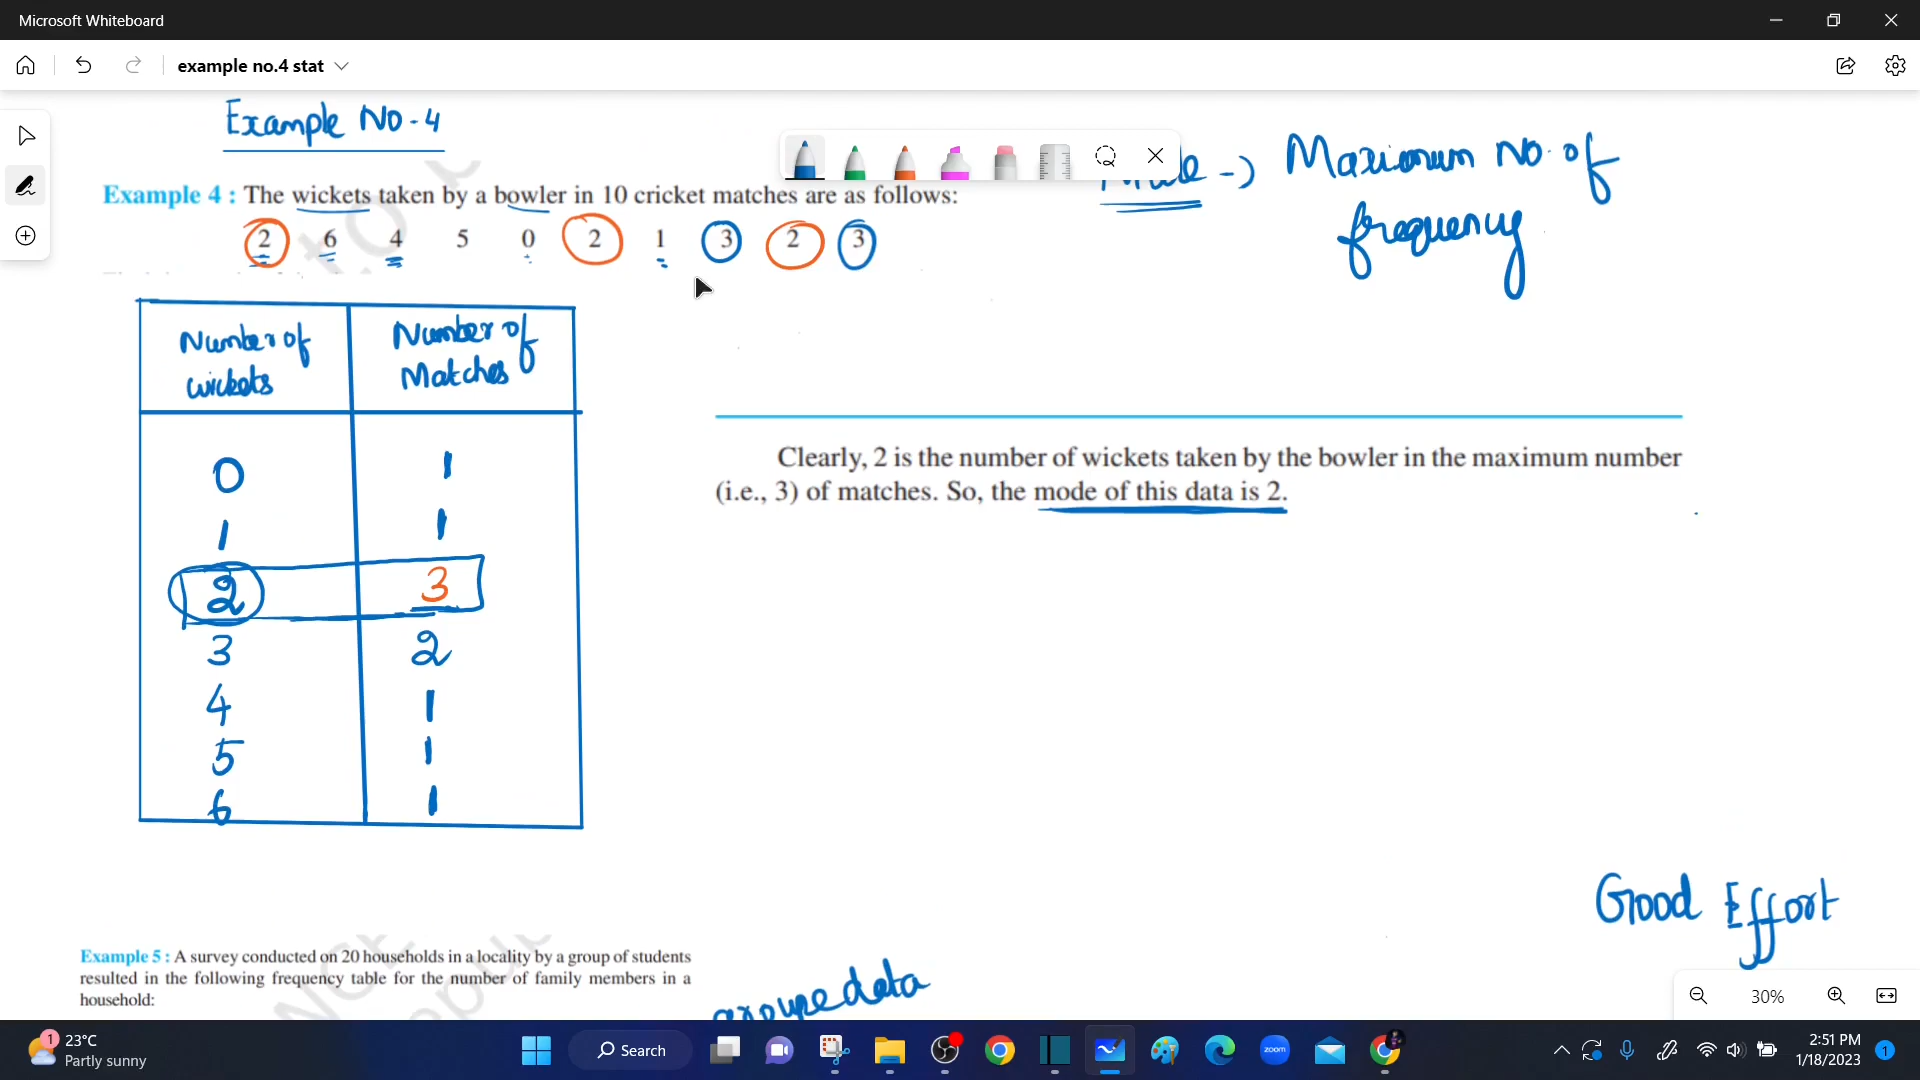 Microsoft Whiteboard
example no.4 stat
Example No-4
Example 4 : The wickets taken by a bowler in 10 cricket matches are as follows:
2 6 4 5 0 2 1 3 2 3
-) Maximum No. of
frequency
Number of wickets Number of Matches
0 1
1 1
2 3
3 2
4 1
5 1
6 1
Clearly, 2 is the number of wickets taken by the bowler in the maximum number
(i.e., 3) of matches. So, the mode of this data is 2.
Good Effort
Example 5 : A survey conducted on 20 households in a locality by a group of students
resulted in the following frequency table for the number of family members in a
household:
groupe data
30%
1
23°C
Partly sunny
Search
zoom
2:51 PM
1/18/2023
1